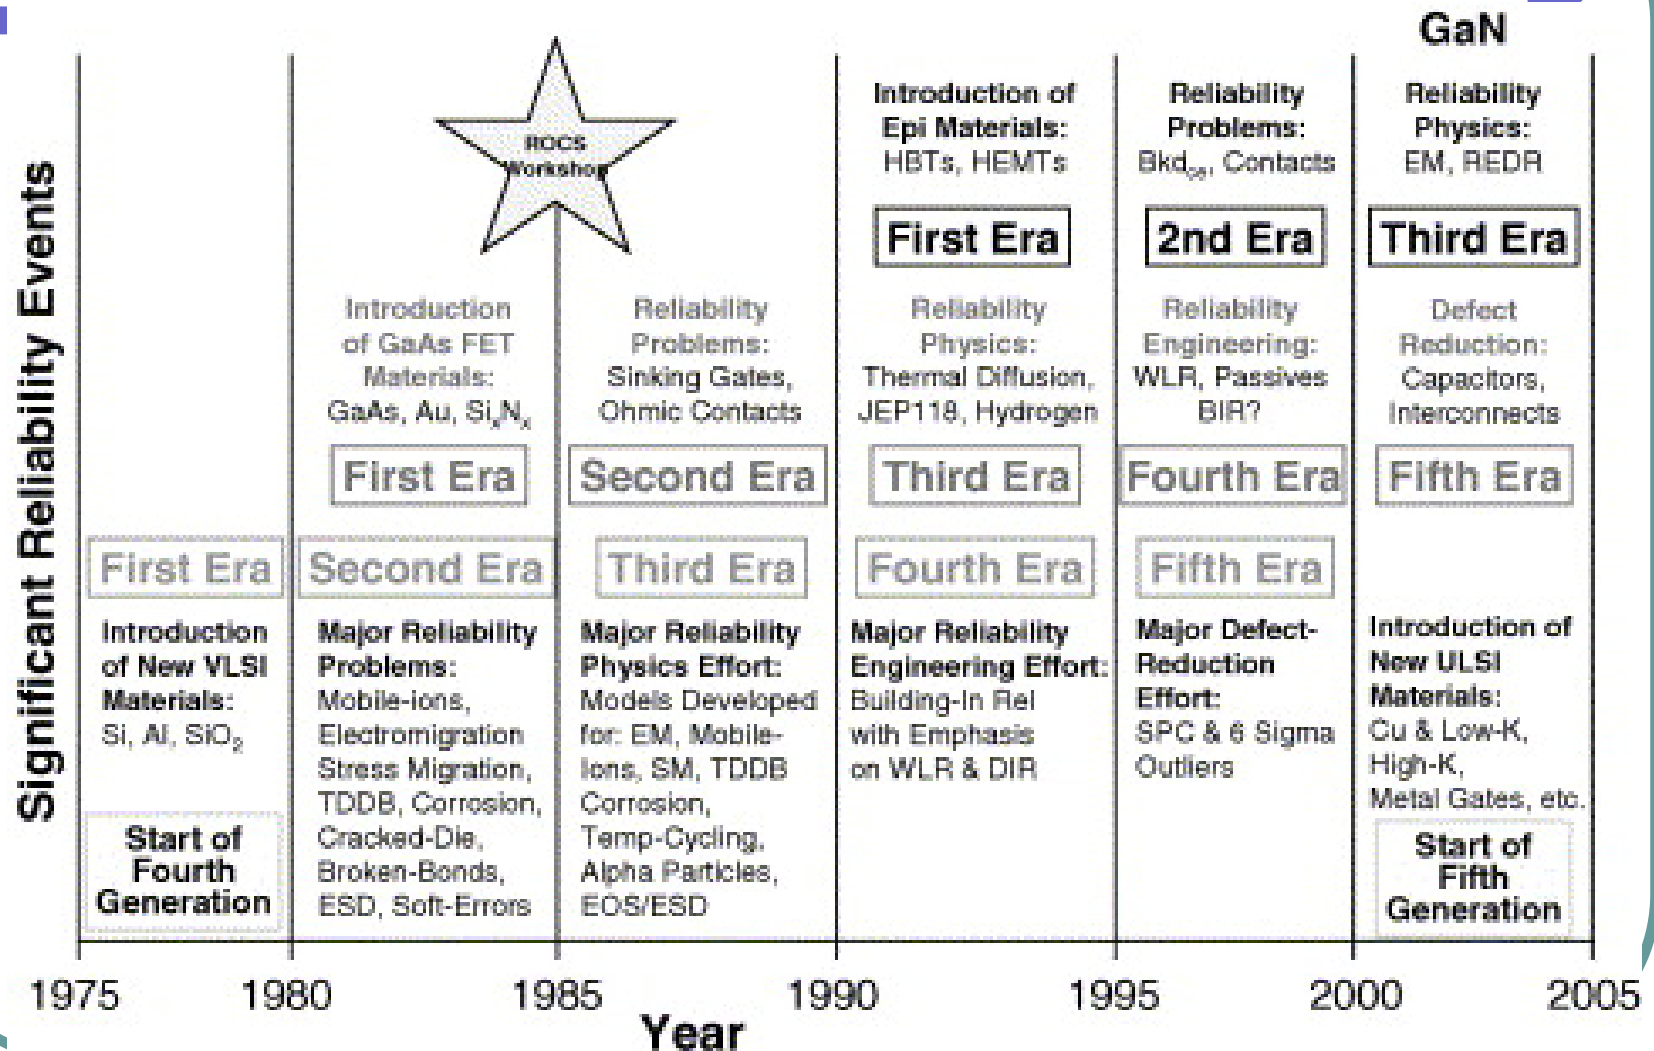 GaN
ROCS
Workshop
Introduction of
Epi Materials:
HBTs, HEMTs
First Era
Reliability
Problems:
Contacts
2nd Era
Reliability
Physics:
EM, REDR
Third Era
Introduction
of GaAs FET
Materials:
GaAs, Au, SiₓNₓ
First Era
Reliability
Problems:
Sinking Gates,
Ohmic Contacts
Second Era
Reliability
Physics:
Thermal Diffusion,
JEP118, Hydrogen
Third Era
Reliability
Engineering:
WLR, Passives
BIR?
Fourth Era
Defect
Reduction:
Capacitors,
Interconnects
Fifth Era
First Era
Introduction
of New VLSI
Materials:
Si, Al, SiO₂
Start of
Fourth
Generation
Second Era
Major Reliability
Problems:
Mobile-ions,
Electromigration
Stress Migration,
TDDB, Corrosion,
Cracked-Die,
Broken-Bonds,
ESD, Soft-Errors
Third Era
Major Reliability
Physics Effort:
Models Developed
for: EM, Mobile-
Ions, SM, TDDB
Corrosion,
Temp-Cycling,
Alpha Particles,
EOS/ESD
Fourth Era
Major Reliability
Engineering Effort:
Building-In Rel
with Emphasis
on WLR & DIR
Fifth Era
Major Defect-
Reduction
Effort:
SPC & 6 Sigma
Outliers
Introduction of
New ULSI
Materials:
Cu & Low-K,
High-K,
Metal Gates, etc.
Start of
Fifth
Generation
Significant Reliability Events
1975
1980
1985
1990
1995
2000
2005
Year